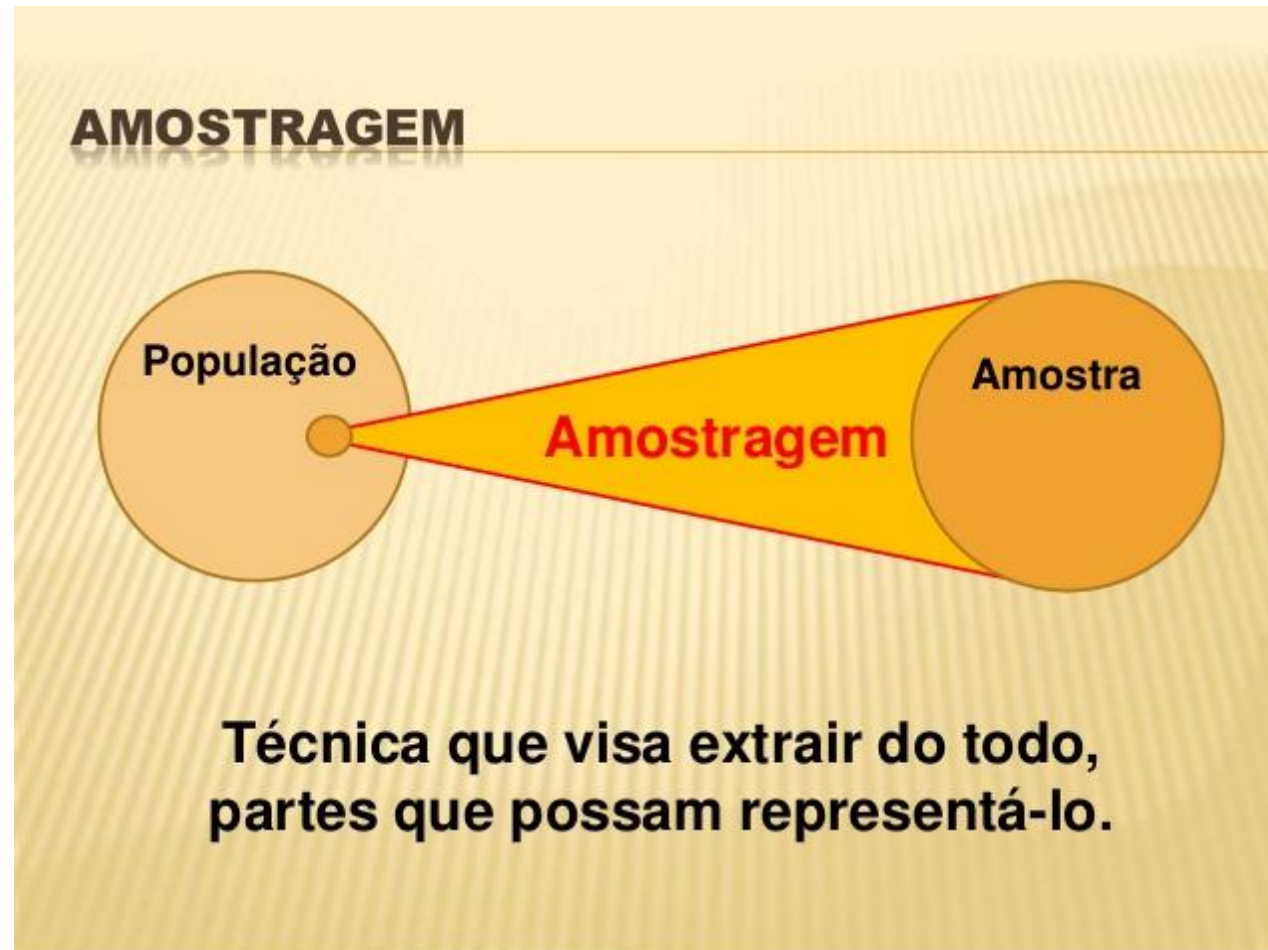 AMOSTRAGEM
População
Amostragem
Amostra
Técnica que visa extrair do todo,
partes que possam representá-lo.